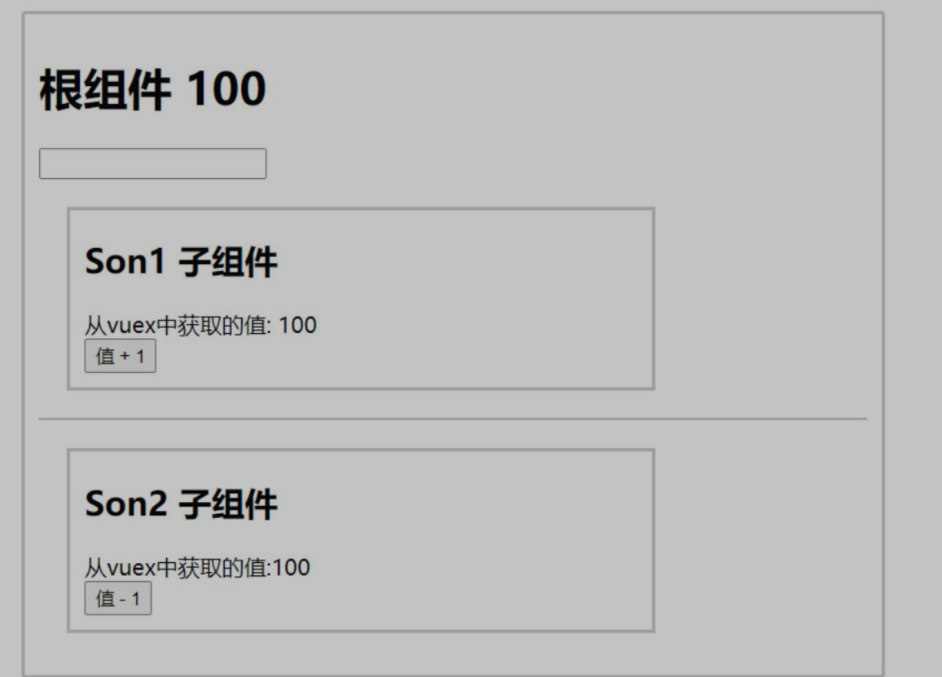 根组件 100
Son1 子组件
从vuex中获取的值: 100
值 + 1
Son2 子组件
从vuex中获取的值:100
值 - 1